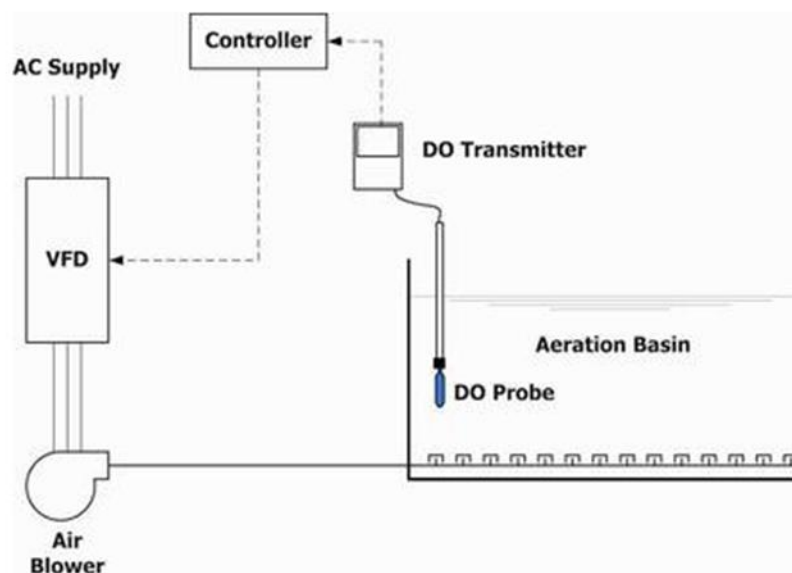 Controller
AC Supply
DO Transmitter
VFD
Aeration Basin
DO Probe
Air
Blower